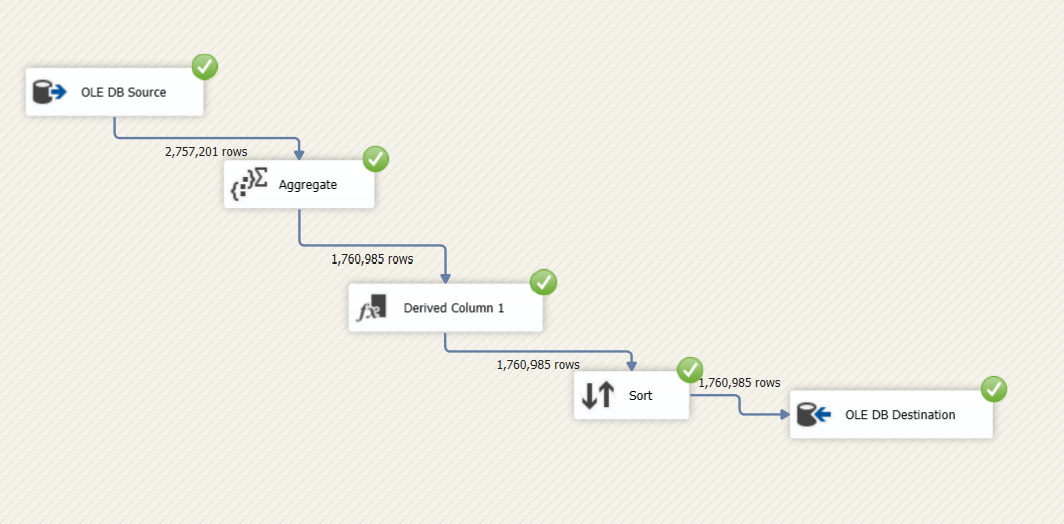 OLE DB Source
2,757,201 rows
Aggregate
1,760,985 rows
Derived Column 1
1,760,985 rows
Sort
1,760,985 rows
OLE DB Destination